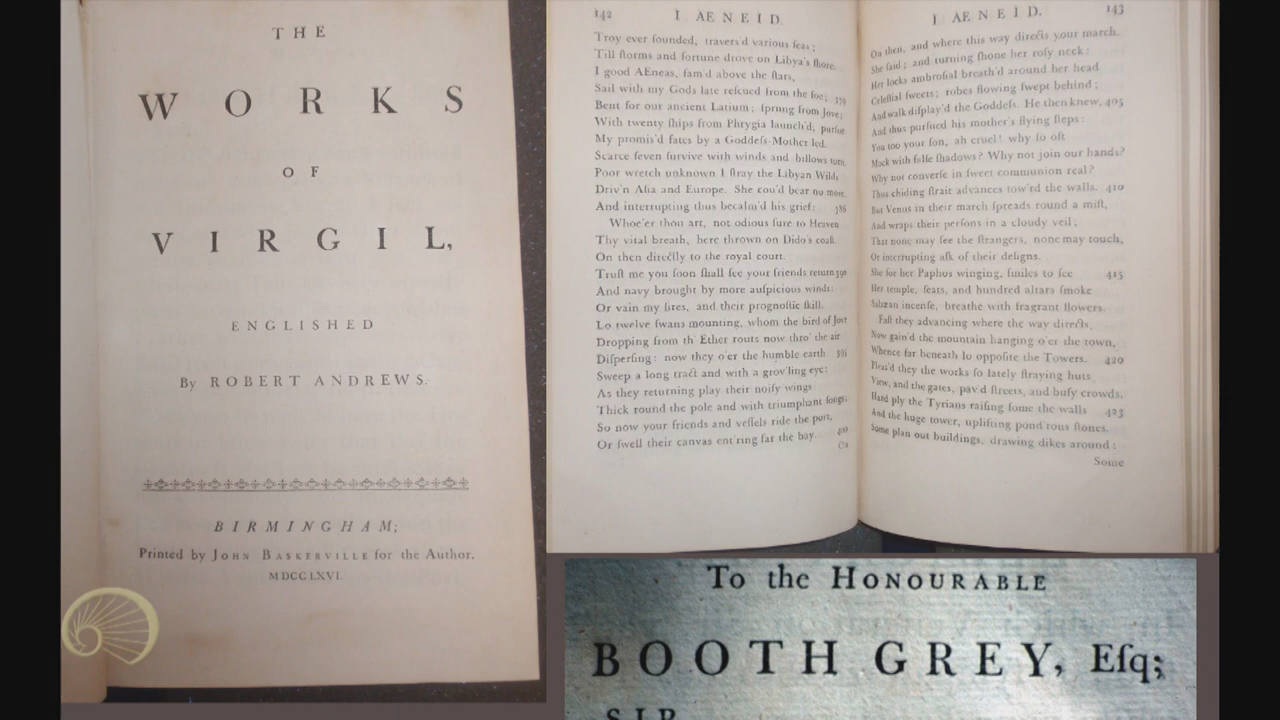 THE
WORKS
OF
VIRGIL,
ENGLISHED
By ROBERT ANDREWS.
BIRMINGHAM;
Printed by JOHN BASKERVILLE for the Author.
MDCCLXVI.
142 I AENEID.
Troy ever founded, travers'd various ſeas;
Till ſtorms and fortune drove on Libya's ſhore.
I good AEneas, fam'd above the ſtars,
Sail with my Gods late reſcued from the foe; 379
Bent for our ancient Latium; ſprung from Jove;
With twenty ſhips from Phrygia launch'd, purſue
My promis'd fates by a Goddeſs-Mother led.
Scarce ſeven ſurvive with winds and billows torn.
Poor wretch unknown I ſtray the Libyan Wild,
Driv'n Aſia and Europe. She cou'd bear no more,
And interrupting thus becalm'd his grief: 386
Whoe'er thou art, not odious ſure to Heaven
Thy vital breath, here thrown on Dido's coaſt.
On then directly to the royal court.
Truſt me you ſoon ſhall ſee your friends return 390
And navy brought by more auſpicious winds:
Or vain my ſires, and their prognoſtic ſkill.
Lo twelve ſwans mounting, whom the bird of Jove
Dropping from th' Ether routs now thro' the air
Diſperſing: now they o'er the humble earth
Sweep a long tract and with a grov'ling eye:
As they returning play their noiſy wings
Thick round the pole and with triumphant ſongs:
So now your friends and veſſels ride the port,
Or ſwell their canvas ent'ring far the bay. 400
On
I AENEID. 143
On then, and where this way directs your march.
She ſaid; and turning ſhone her roſy neck:
Her locks ambroſial breath'd around her head
Celeſtial ſweets; robes flowing ſwept behind;
And walk diſplay'd the Goddeſs. He then knew, 405
And thus purſued his mother's flying ſteps:
You too your ſon, ah cruel! why ſo oft
Mock with falſe ſhadows? Why not join our hands?
Why not converſe in ſweet communion real?
Thus chiding ſtrait advances tow'rd the walls. 410
But Venus in their march ſpreads round a miſt,
And wraps their perſons in a cloudy veil;
That none may ſee the ſtrangers, none may touch,
Or interrupting aſk of their deſigns.
She for her Paphos winging, ſmiles to ſee 415
Her temple, ſeats, and hundred altars ſmoke
Sabæan incenſe, breathe with fragrant flowers.
Faſt they advancing where the way directs,
Now gain'd the mountain hanging o'er the town,
Whence far beneath lo oppoſite the Towers. 420
Pleas'd they the works ſo lately ſtraying huts
View, and the gates, pav'd ſtreets, and buſy crowds.
Hard ply the Tyrians raiſing ſome the walls 423
And the huge tower, uplifting pond'rous ſtones.
Some plan out buildings, drawing dikes around:
Some
To the HONOURABLE
BOOTH GREY, Eſq;
SIR